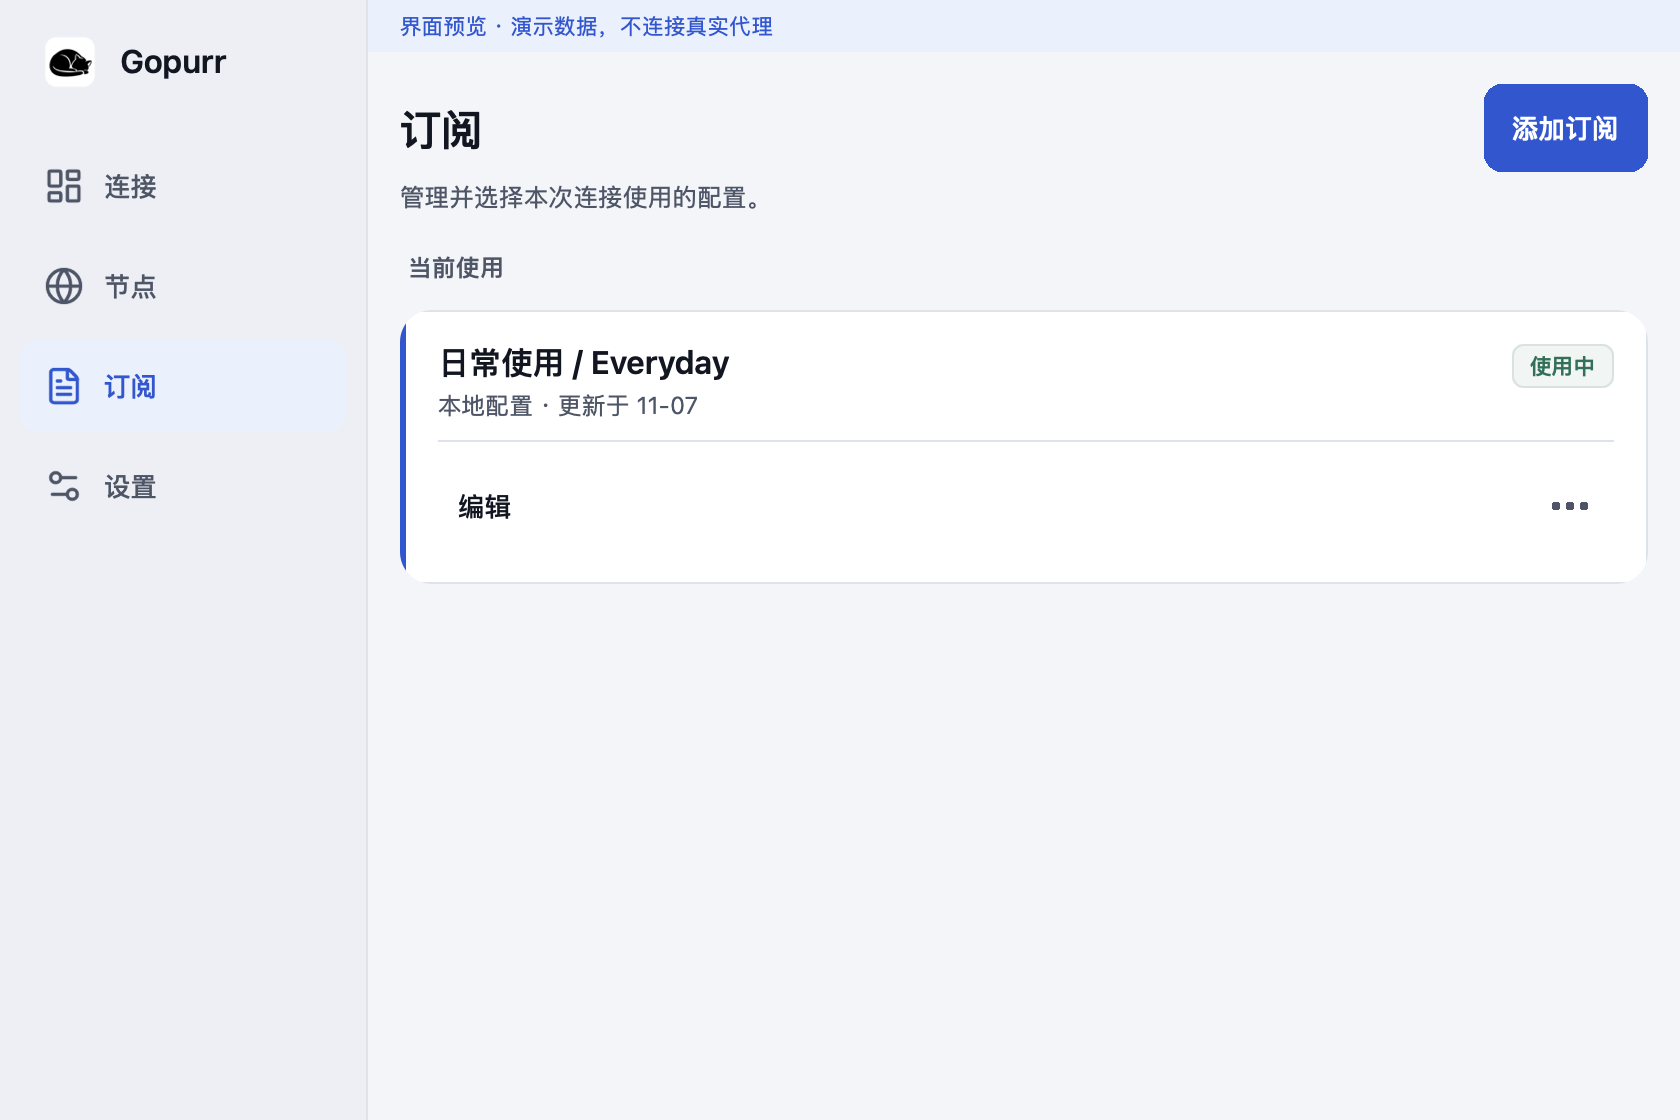 界面预览 · 演示数据，不连接真实代理
Gopurr
连接
节点
订阅
设置
订阅
添加订阅
管理并选择本次连接使用的配置。
当前使用
日常使用 / Everyday
使用中
本地配置 · 更新于 11-07
编辑